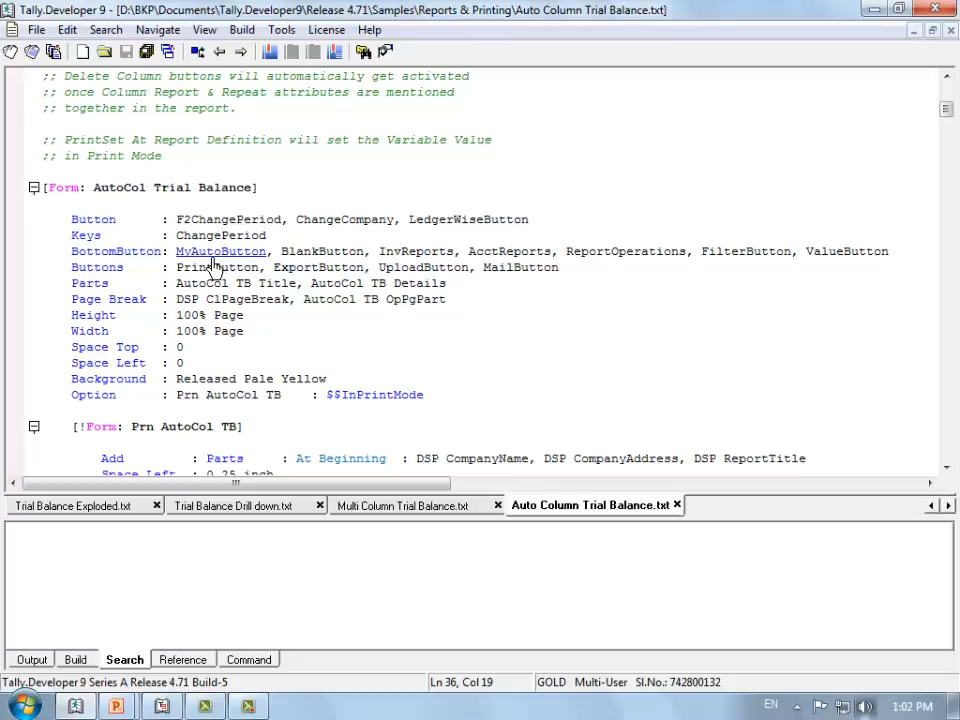 Tally.Developer 9 - [D:\BKP\Documents\Tally.Developer9\Release 4.71\Samples\Reports & Printing\Auto Column Trial Balance.txt]
File Edit Search Navigate View Build Tools License Help
;; Delete Column buttons will automatically get activated
;; once Column Report & Repeat attributes are mentioned
;; together in the report.
;; PrintSet At Report Definition will set the Variable Value
;; in Print Mode
[Form: AutoCol Trial Balance]
Button : F2ChangePeriod, ChangeCompany, LedgerWiseButton
Keys : ChangePeriod
BottomButton: MyAutoButton, BlankButton, InvReports, AcctReports, ReportOperations, FilterButton, ValueButton
Buttons : PrintButton, ExportButton, UploadButton, MailButton
Parts : AutoCol TB Title, AutoCol TB Details
Page Break : DSP ClPageBreak, AutoCol TB OpPgPart
Height : 100% Page
Width : 100% Page
Space Top : 0
Space Left : 0
Background : Released Pale Yellow
Option : Prn AutoCol TB : $$InPrintMode
[!Form: Prn AutoCol TB]
Add : Parts : At Beginning : DSP CompanyName, DSP CompanyAddress, DSP ReportTitle
Space Left : 0.25 inch
Trial Balance Exploded.txt Trial Balance Drill down.txt Multi Column Trial Balance.txt Auto Column Trial Balance.txt
Output Build Search Reference Command
Tally.Developer 9 Series A Release 4.71 Build-5 Ln 36, Col 19 GOLD Multi-User Sl.No.: 742800132
EN 1:02 PM